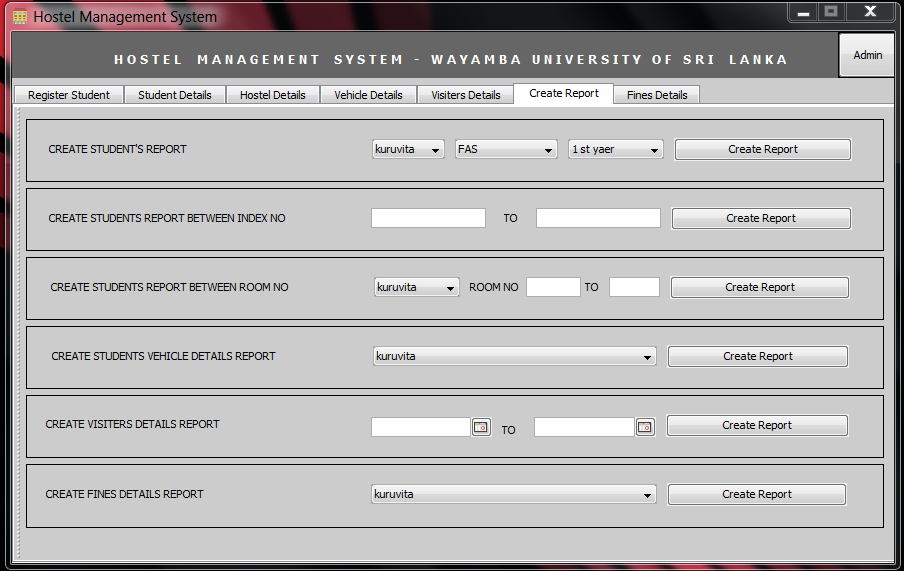 Hostel Management System
HOSTEL MANAGEMENT SYSTEM - WAYAMBA UNIVERSITY OF SRI LANKA
Admin
Register Student Student Details Hostel Details Vehicle Details Visiters Details Create Report Fines Details
CREATE STUDENT'S REPORT kuruvita FAS 1 st yaer Create Report
CREATE STUDENTS REPORT BETWEEN INDEX NO TO Create Report
CREATE STUDENTS REPORT BETWEEN ROOM NO kuruvita ROOM NO TO Create Report
CREATE STUDENTS VEHICLE DETAILS REPORT kuruvita Create Report
CREATE VISITERS DETAILS REPORT TO Create Report
CREATE FINES DETAILS REPORT kuruvita Create Report